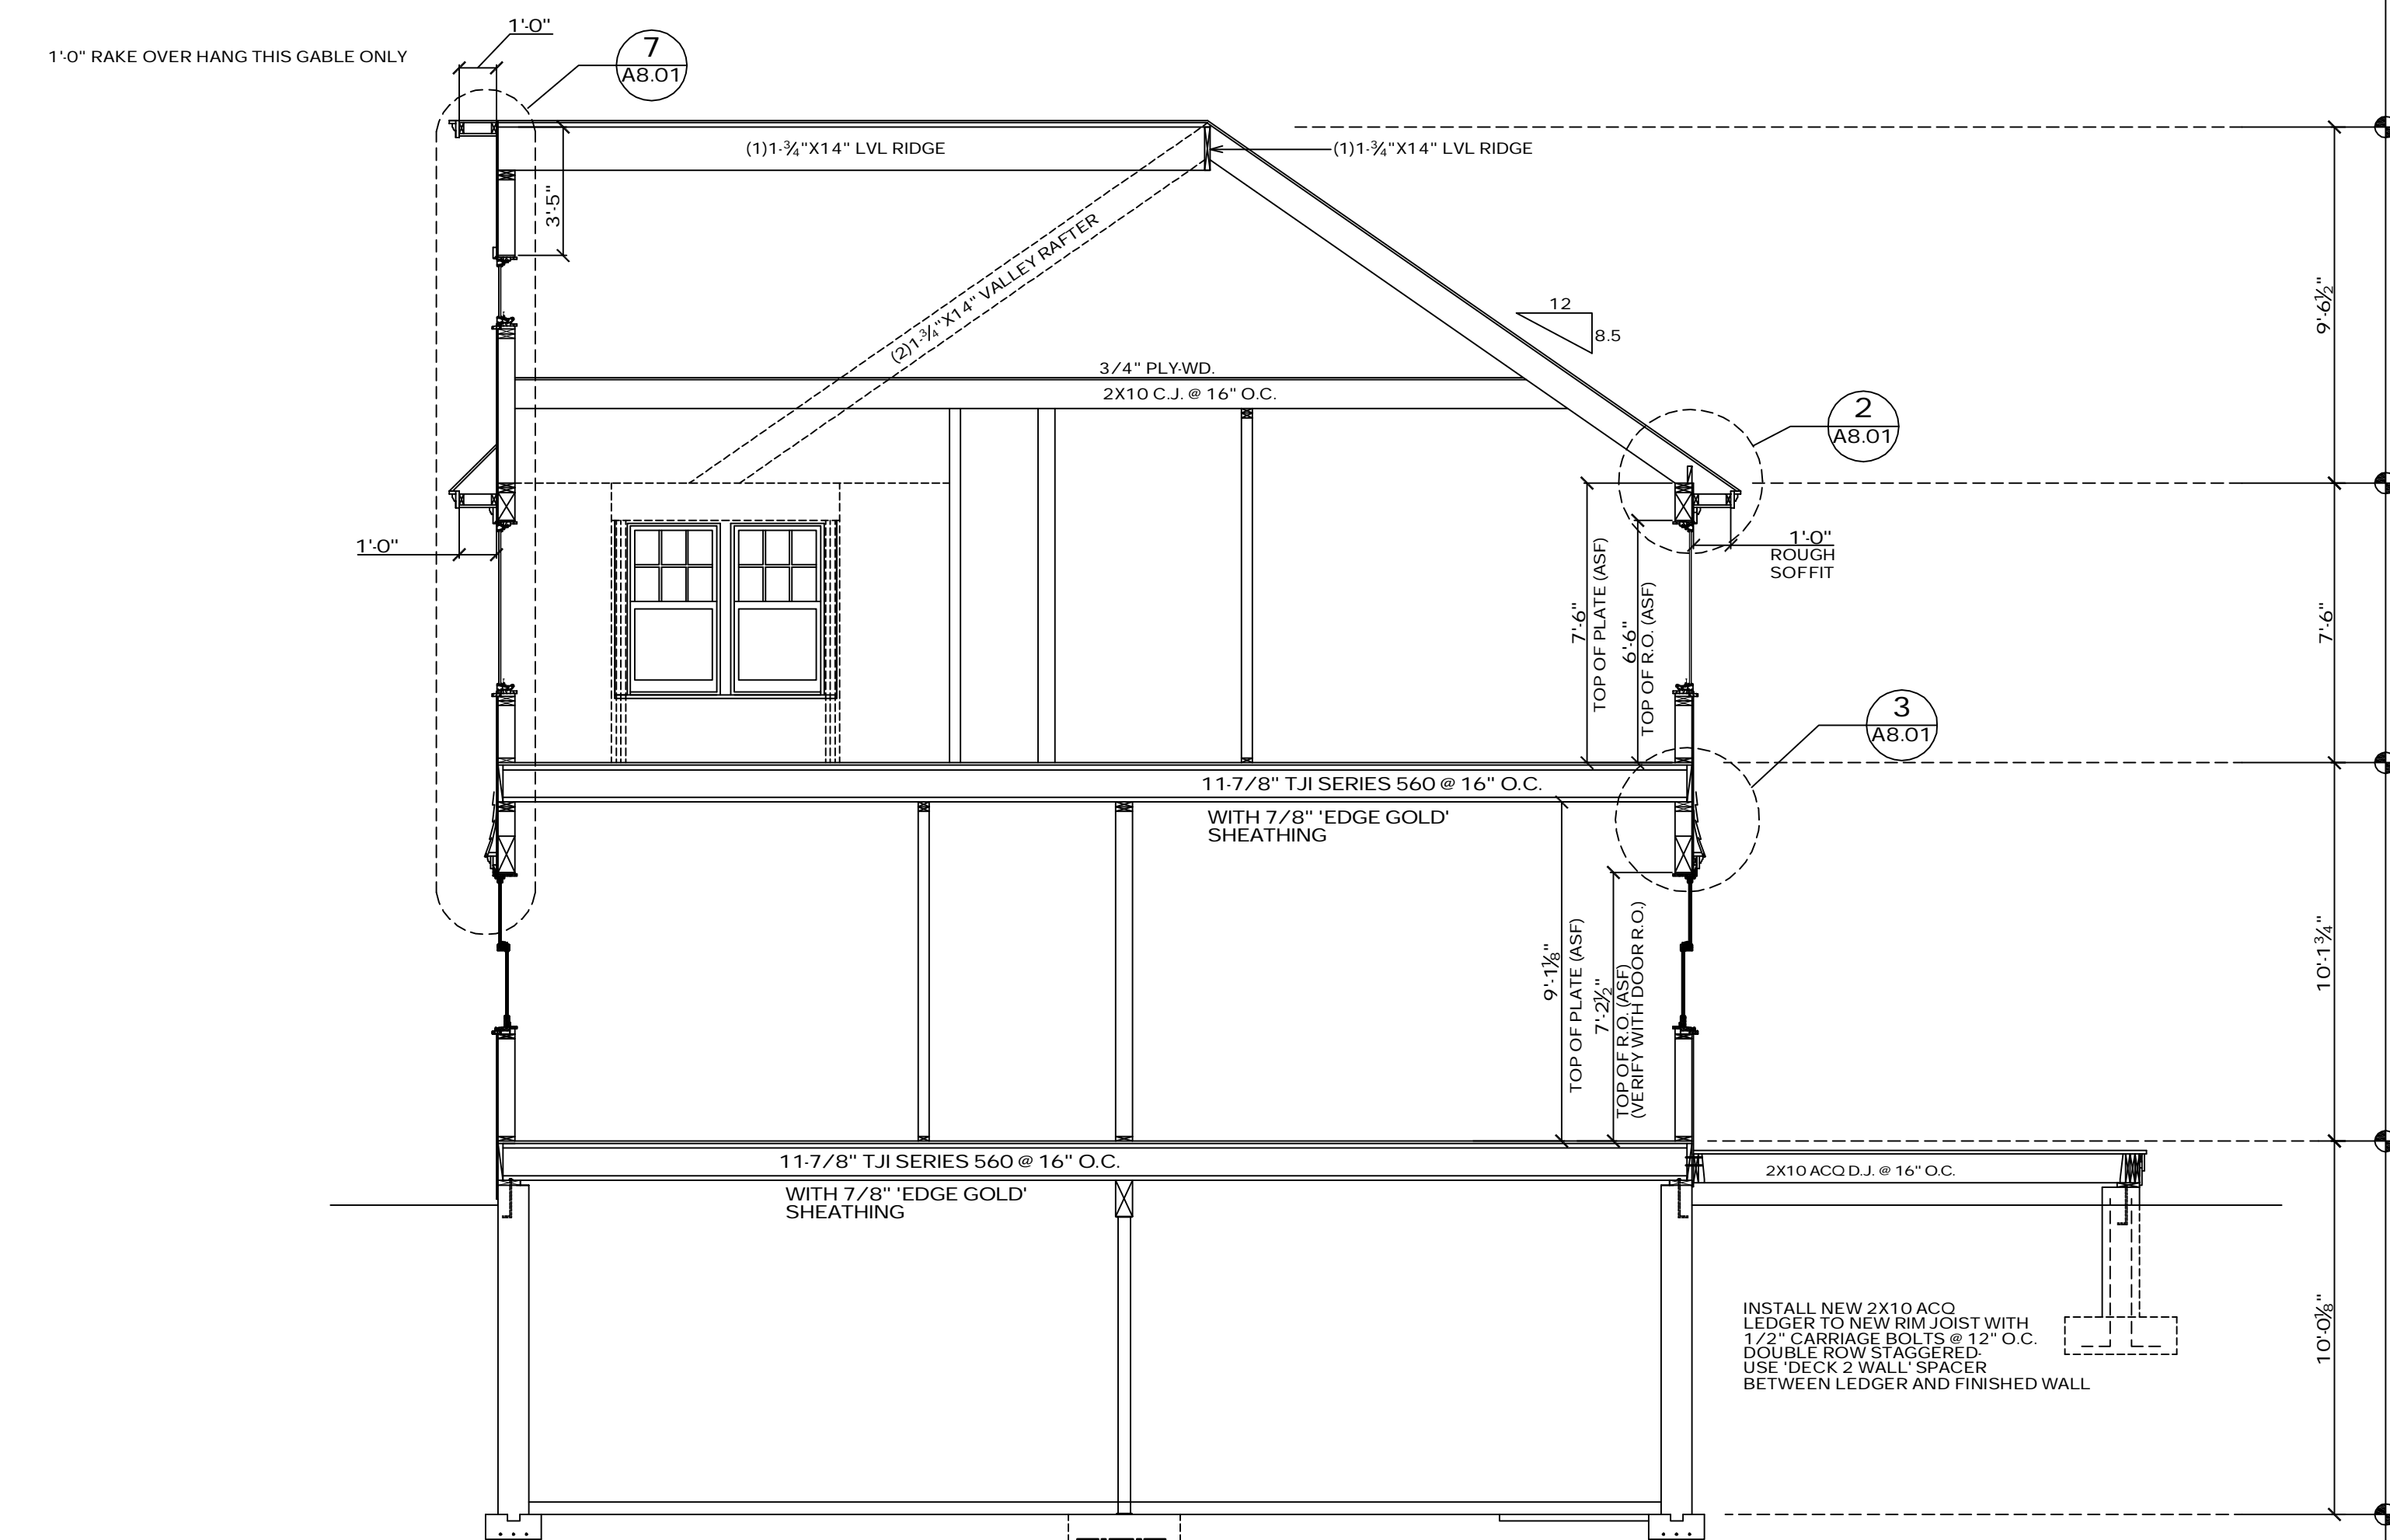 1'-0"
1'-0" RAKE OVER HANG THIS GABLE ONLY
7
A8.01
(1)1-¾"X14" LVL RIDGE
(1)1-¾"X14" LVL RIDGE
3'-5"
(2)1-¾"X14" VALLEY RAFTER
12
8.5
9'-6½"
3/4" PLY-WD.
2X10 C.J. @ 16" O.C.
2
A8.01
1'-0"
1'-0"
ROUGH
SOFFIT
7'-6"
TOP OF PLATE (ASF)
6'-6"
TOP OF R.O. (ASF)
7'-6"
3
A8.01
11-7/8" TJI SERIES 560 @ 16" O.C.
WITH 7/8" 'EDGE GOLD'
SHEATHING
9'-1⅛"
TOP OF PLATE (ASF)
7'-2½"
TOP OF R.O. (ASF)
(VERIFY WITH DOOR R.O.)
10'-1¾"
11-7/8" TJI SERIES 560 @ 16" O.C.
WITH 7/8" 'EDGE GOLD'
SHEATHING
2X10 ACQ D.J. @ 16" O.C.
INSTALL NEW 2X10 ACQ
LEDGER TO NEW RIM JOIST WITH
1/2" CARRIAGE BOLTS @ 12" O.C.
DOUBLE ROW STAGGERED-
USE 'DECK 2 WALL' SPACER
BETWEEN LEDGER AND FINISHED WALL
10'-0⅛"